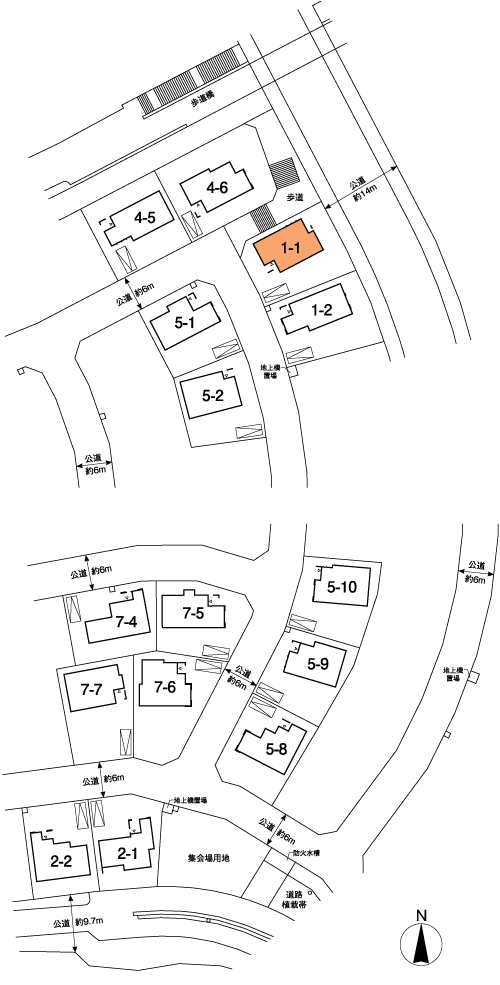 歩道橋
4-6
4-5
歩道
公道
約14m
1-1
公道 約6m
1-2
5-1
地上機
置場
5-2
公道
約6m
公道 約6m
公道
約6m
5-10
7-5
7-4
5-9
公道
約6m
地上機
置場
7-7
7-6
5-8
公道 約6m
地上機置場
公道
約6m
2-1
2-2
集会場用地
防火水槽
道路
植栽帯
公道 約9.7m
N